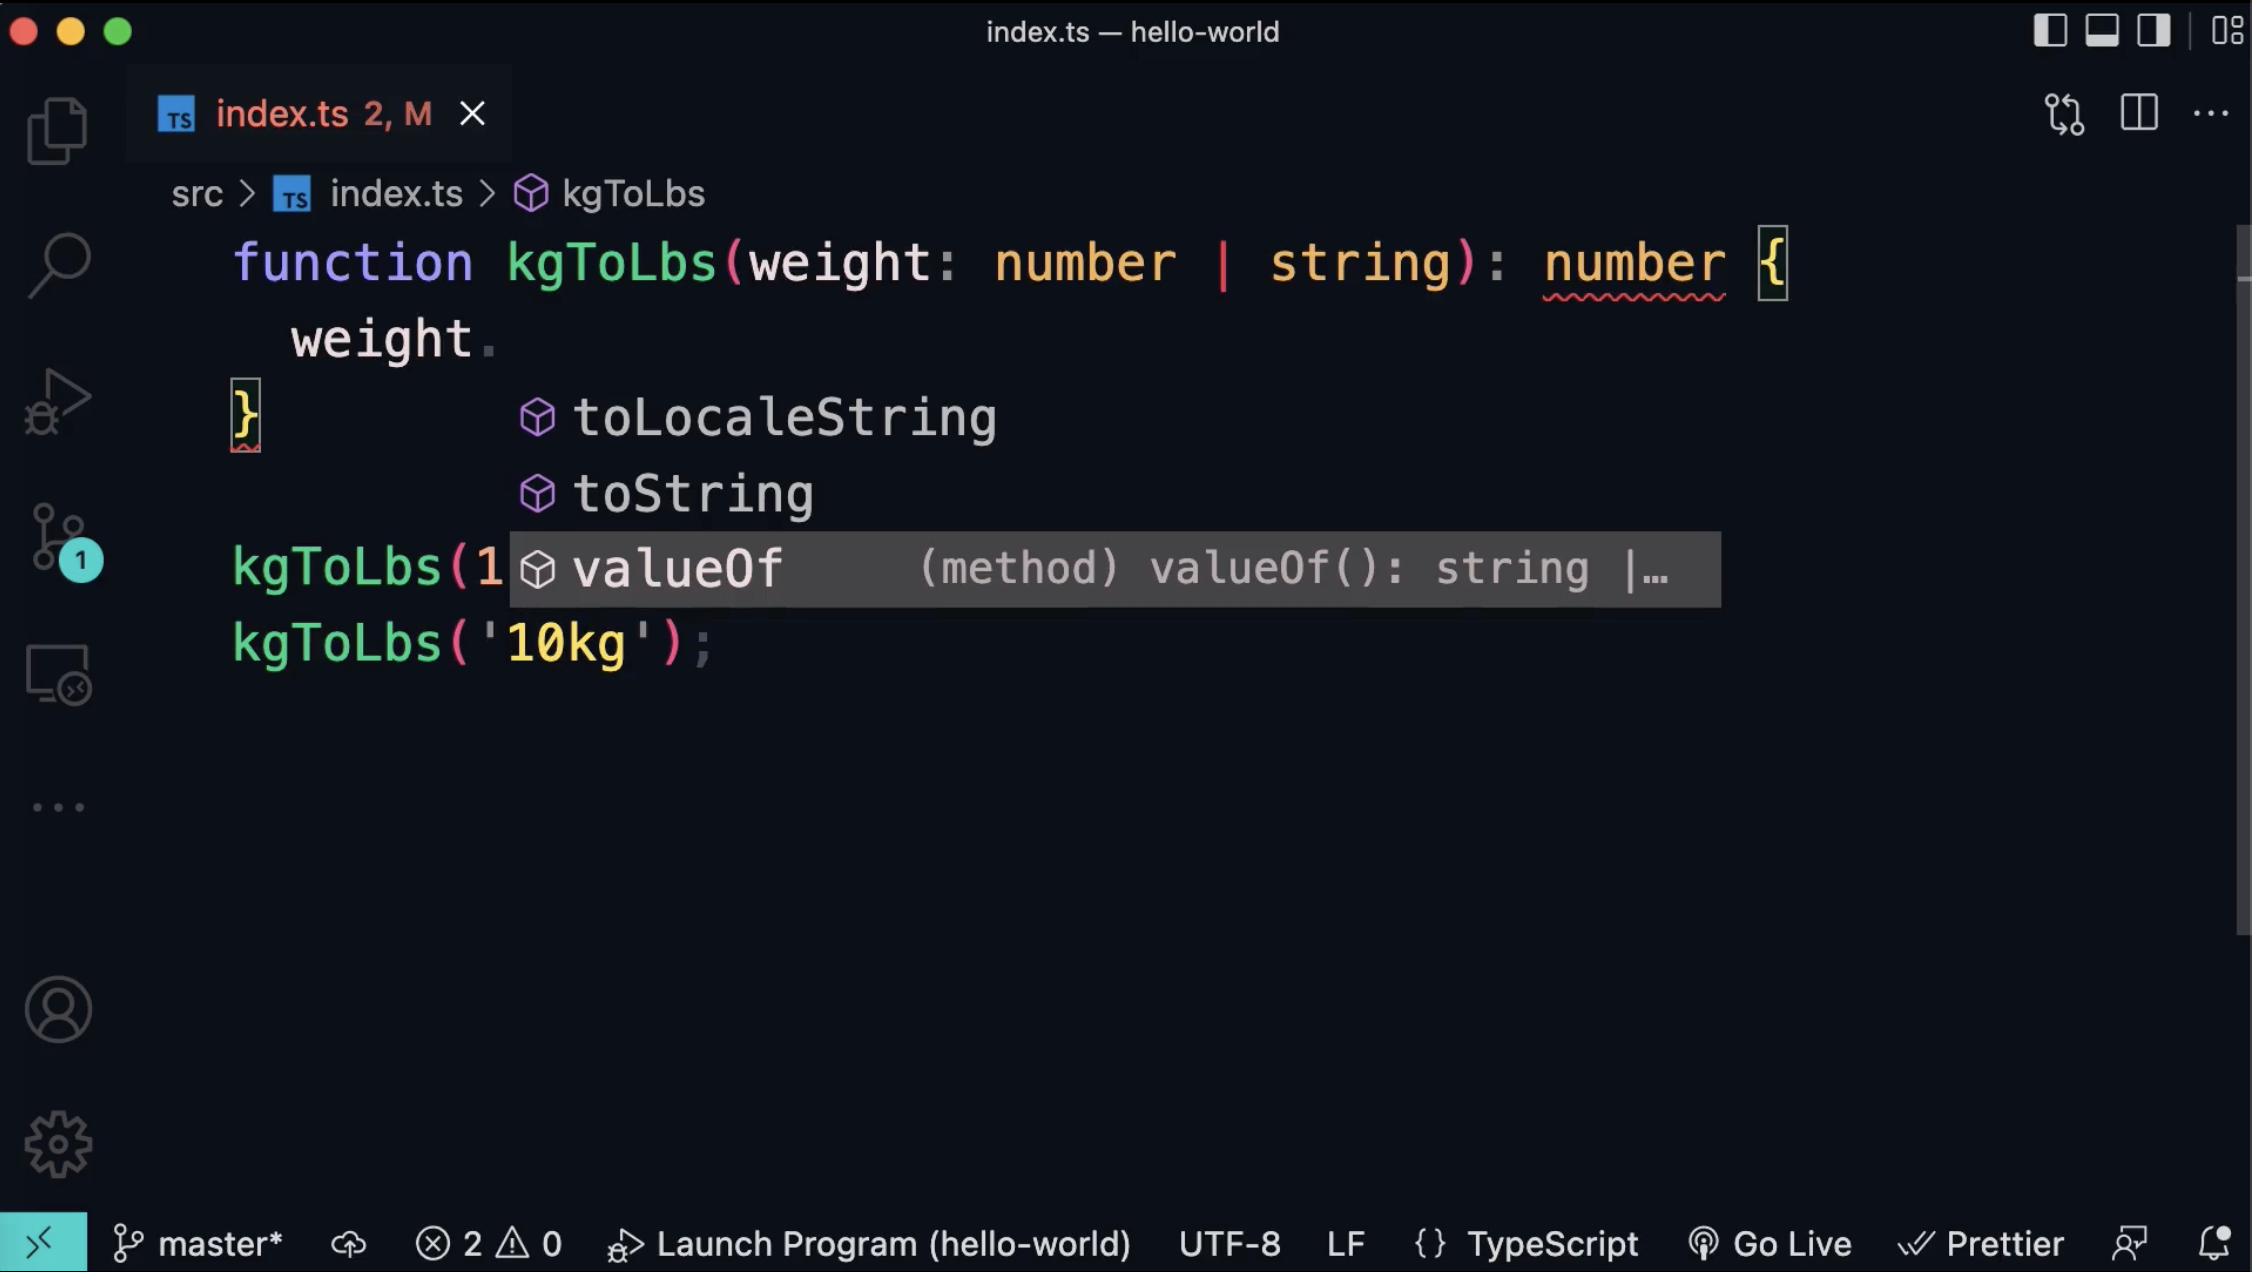 index.ts — hello-world
TS index.ts 2, M
src > TS index.ts > kgToLbs
function kgToLbs(weight: number | string): number {
weight.
}
toLocaleString
toString
kgToLbs(1
valueOf (method) valueOf(): string |…
kgToLbs('10kg');
1
master* 2 0 Launch Program (hello-world) UTF-8 LF {} TypeScript Go Live Prettier